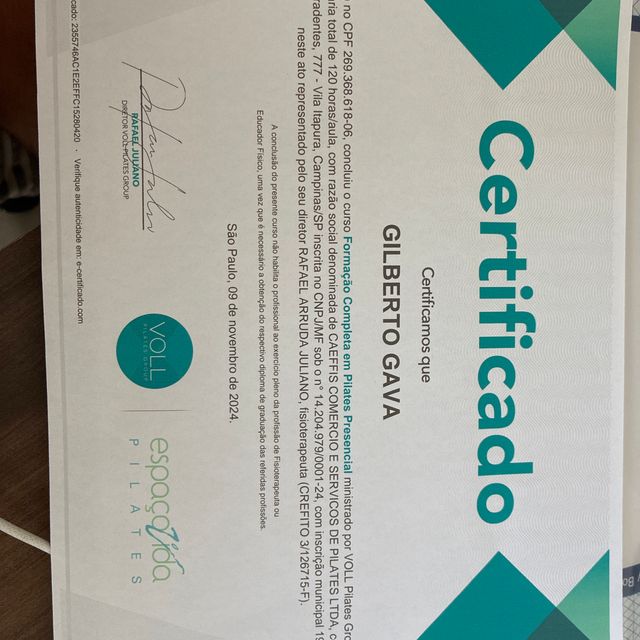 Certificado
Certificamos que
GILBERTO GAVA
no CPF 269.368.618-06, concluiu o curso Formação Completa em Pilates Presencial ministrado por VOLL Pilates
total de 120 horas/aula, com razão social denominada de CAEFFIS COMERCIO E SERVICOS DE PILATES LTDA,
777 - Vila Itapura, Campinas/SP inscrita no CNPJ/MF sob o n° 14.204.979/0001-24, com inscrição municipal
neste ato representado pelo seu diretor RAFAEL ARRUDA JULIANO, fisioterapeuta (CREFITO 3/126715-F).
A conclusão do presente curso não habilita o profissional ao exercício pleno da profissão de Fisioterapeuta ou
Educador Físico, uma vez que é necessário a obtenção do respectivo diploma de graduação das referidas profissões.
São Paulo, 09 de novembro de 2024.
RAFAEL JULIANO
DIRETOR VOLL PILATES GROUP
VOLL
PILATES GROUP
espaço vida
PILATES
2355746AC1E2EFFC15280420 · Verifique autenticidade em: e-certificado.com